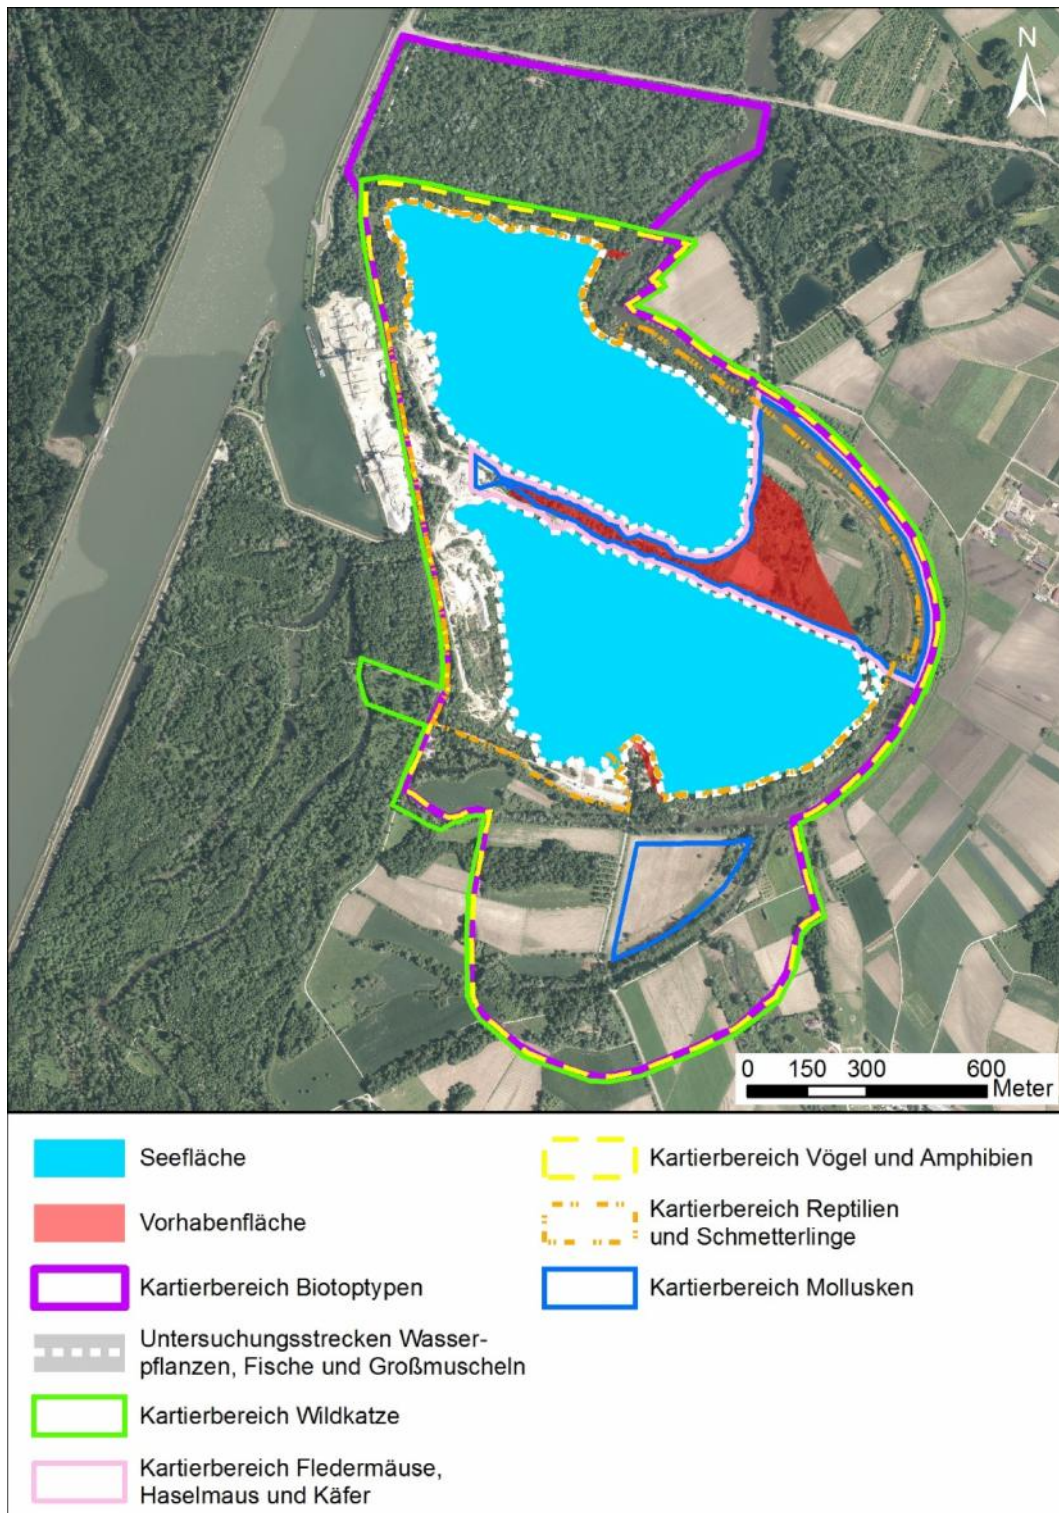 N
0 150 300 600
Meter
Seefläche
Vorhabenfläche
Kartierbereich Biotoptypen
Untersuchungsstrecken Wasser-
pflanzen, Fische und Großmuscheln
Kartierbereich Wildkatze
Kartierbereich Fledermäuse,
Haselmaus und Käfer
Kartierbereich Vögel und Amphibien
Kartierbereich Reptilien
und Schmetterlinge
Kartierbereich Mollusken